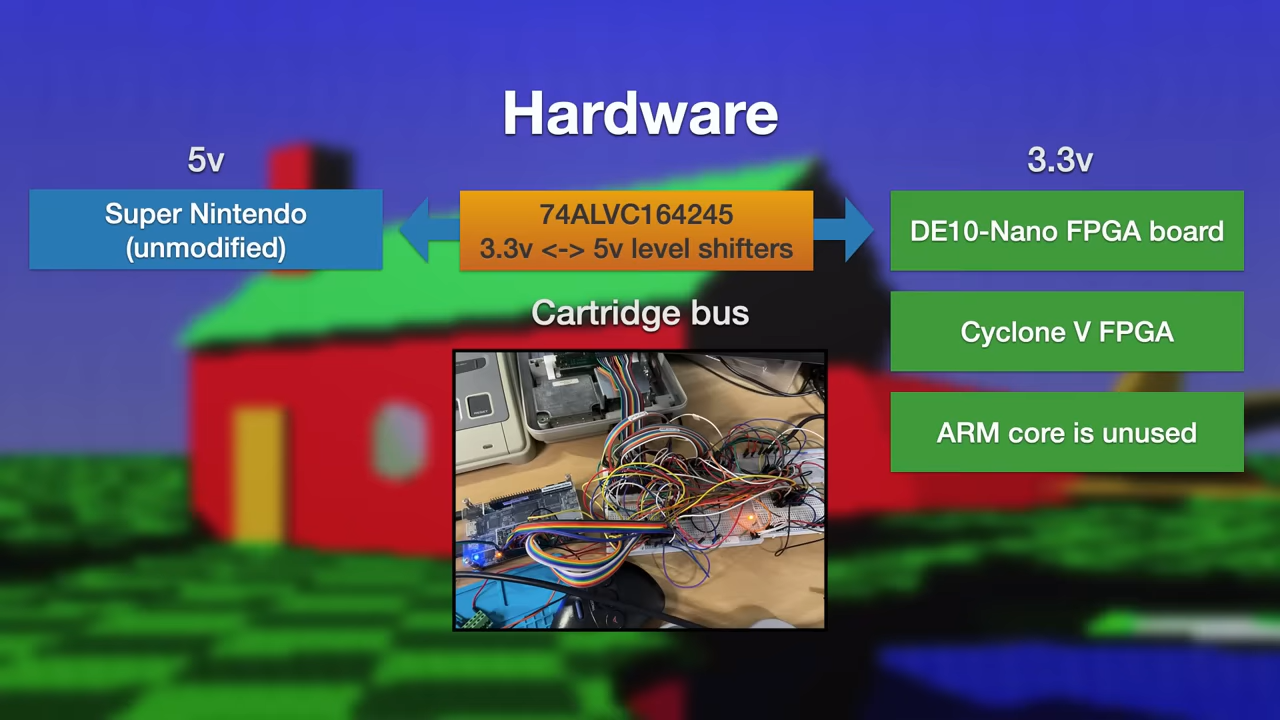 Hardware
5v
3.3v
Super Nintendo
(unmodified)
74ALVC164245
3.3v <-> 5v level shifters
DE10-Nano FPGA board
Cartridge bus
Cyclone V FPGA
ARM core is unused
RESET